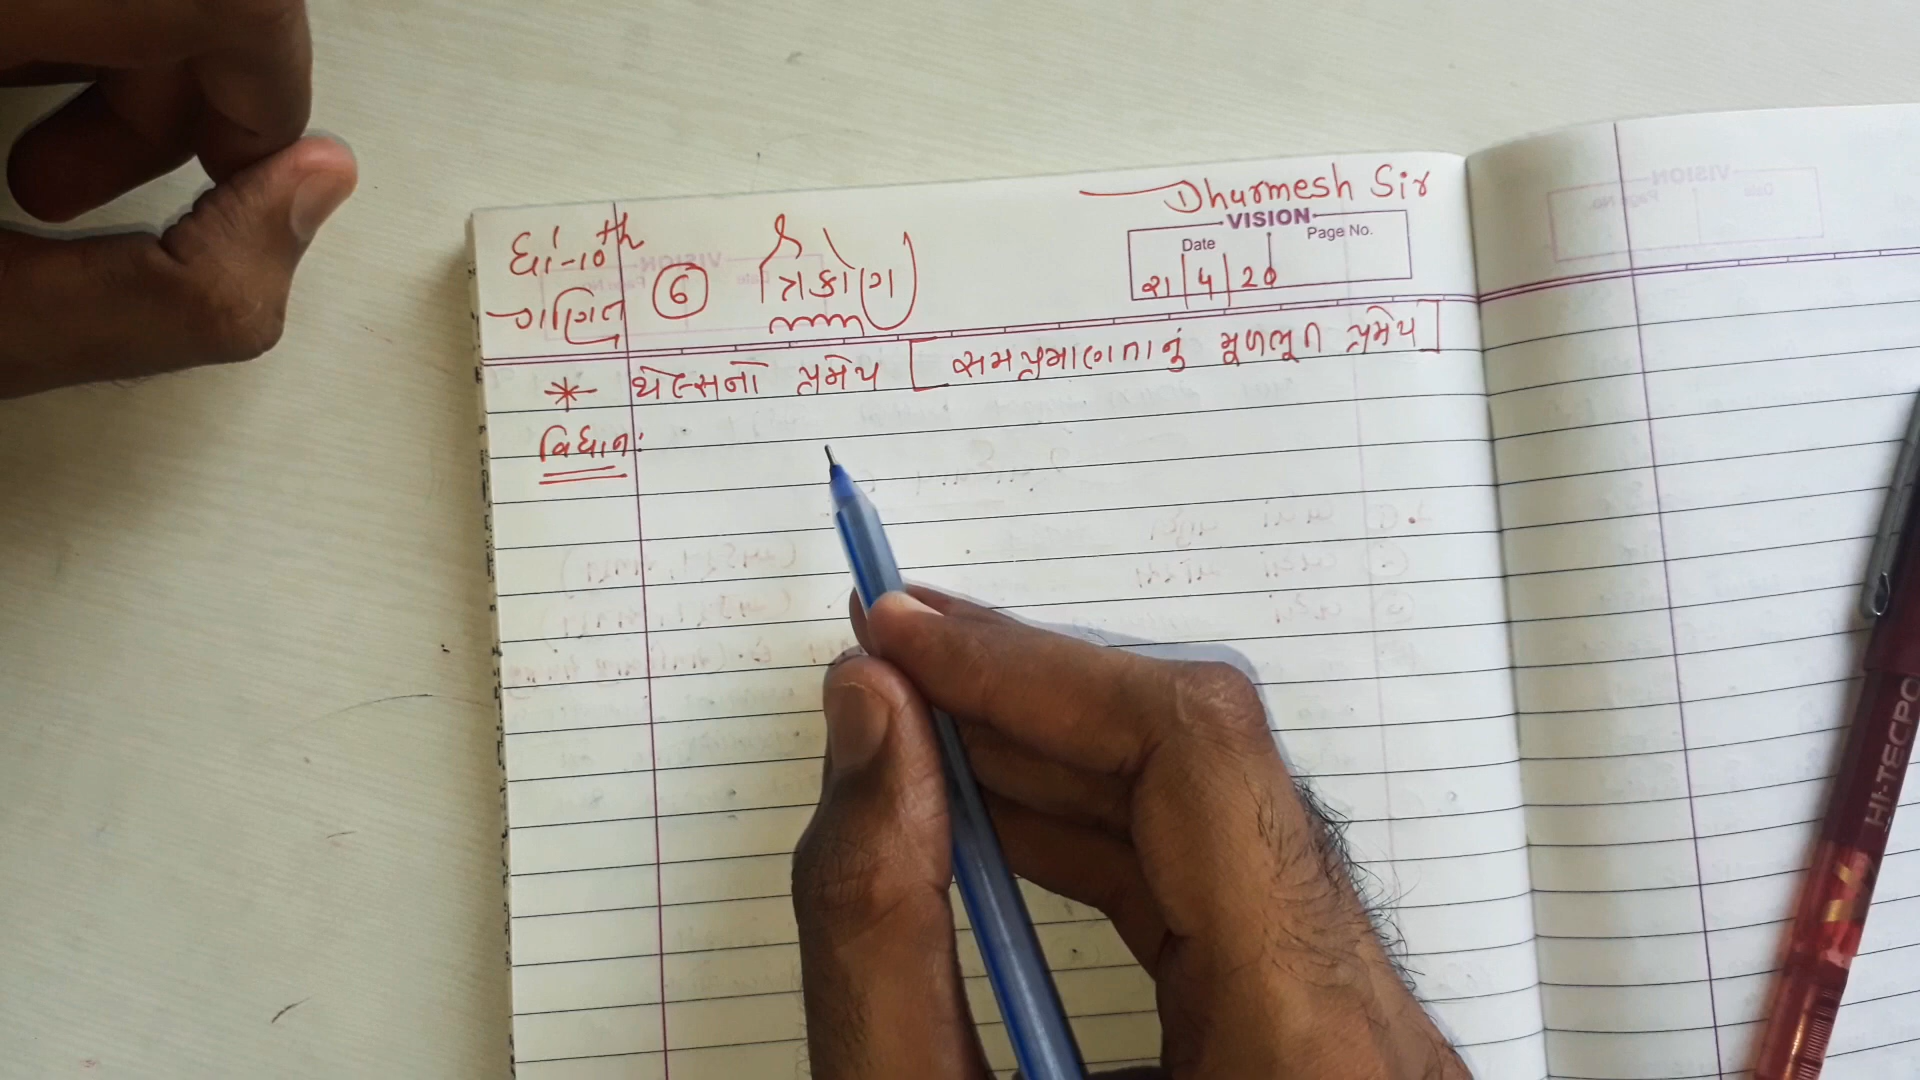 Dharmesh Sir
ધો-10th
ગણિત
6 ત્રિકોણ
VISION
Date Page No.
21/4/20
* થેલ્સનો પ્રમેય [સમપ્રમાણતાનું મૂળભૂત પ્રમેય]
વિધાન:
HI-TECPO